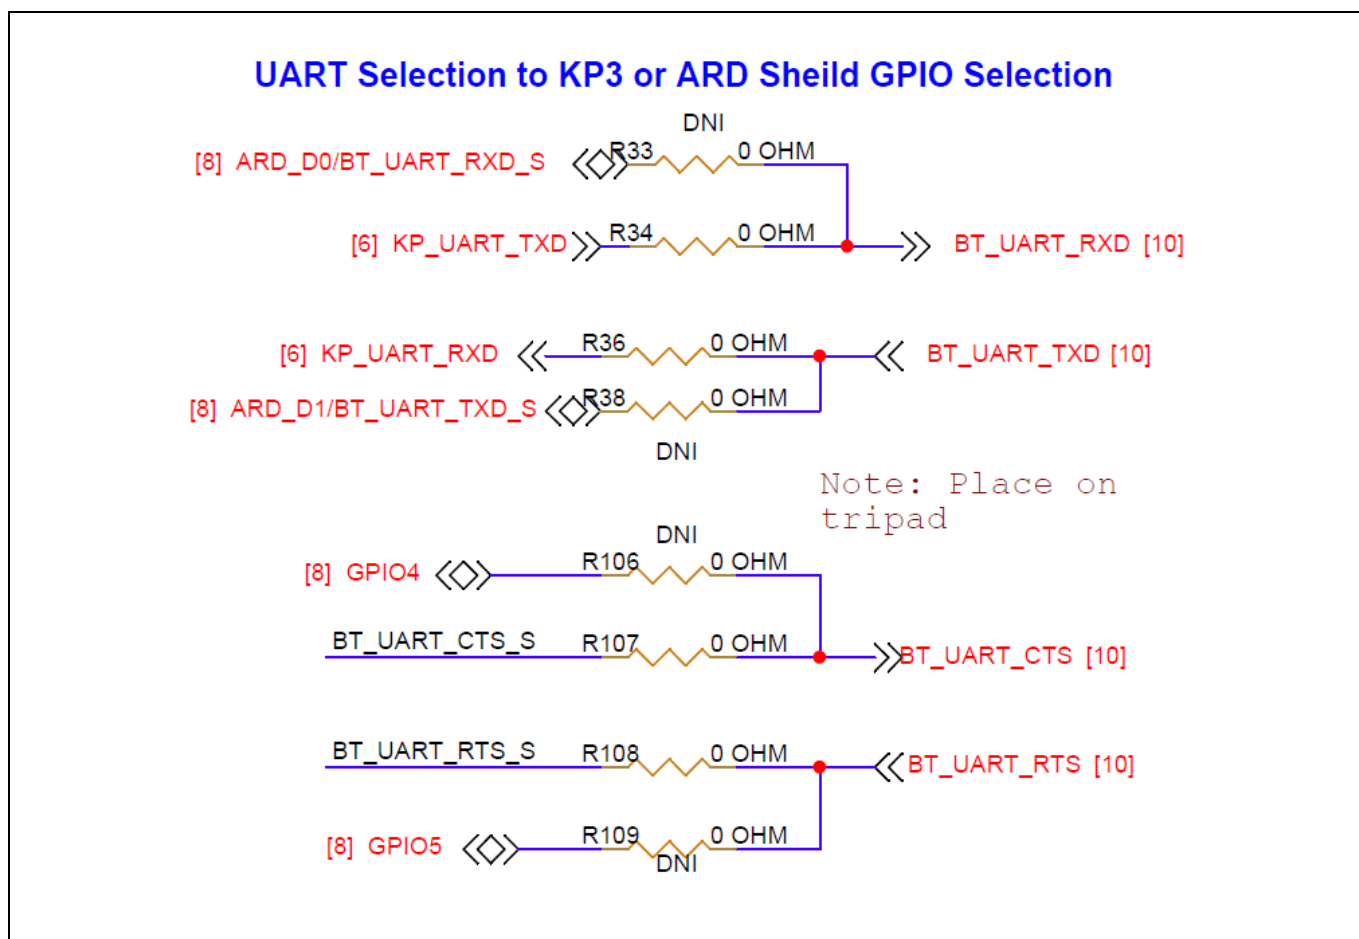 UART Selection to KP3 or ARD Sheild GPIO Selection
DNI
[8] ARD_D0/BT_UART_RXD_S R33 0 OHM
[6] KP_UART_TXD R34 0 OHM BT_UART_RXD [10]
[6] KP_UART_RXD R36 0 OHM BT_UART_TXD [10]
[8] ARD_D1/BT_UART_TXD_S R38 0 OHM
DNI
Note: Place on
tripad
DNI
[8] GPIO4 R106 0 OHM
BT_UART_CTS_S R107 0 OHM BT_UART_CTS [10]
BT_UART_RTS_S R108 0 OHM BT_UART_RTS [10]
[8] GPIO5 R109 0 OHM
DNI